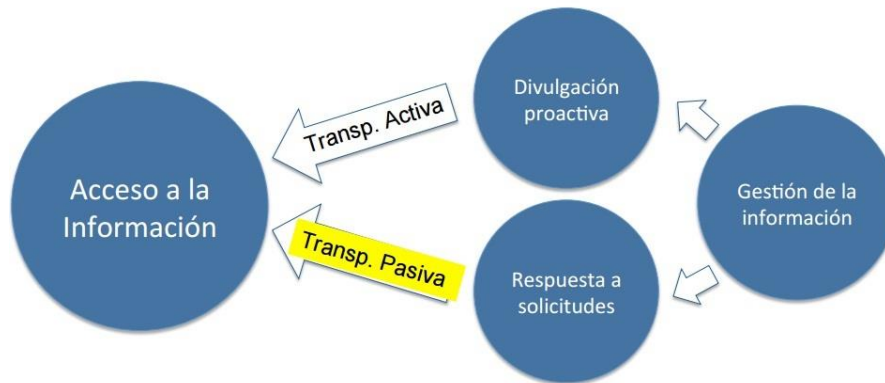 Acceso a la
Información
Transp. Activa
Transp. Pasiva
Divulgación
proactiva
Respuesta a
solicitudes
Gestión de la
información